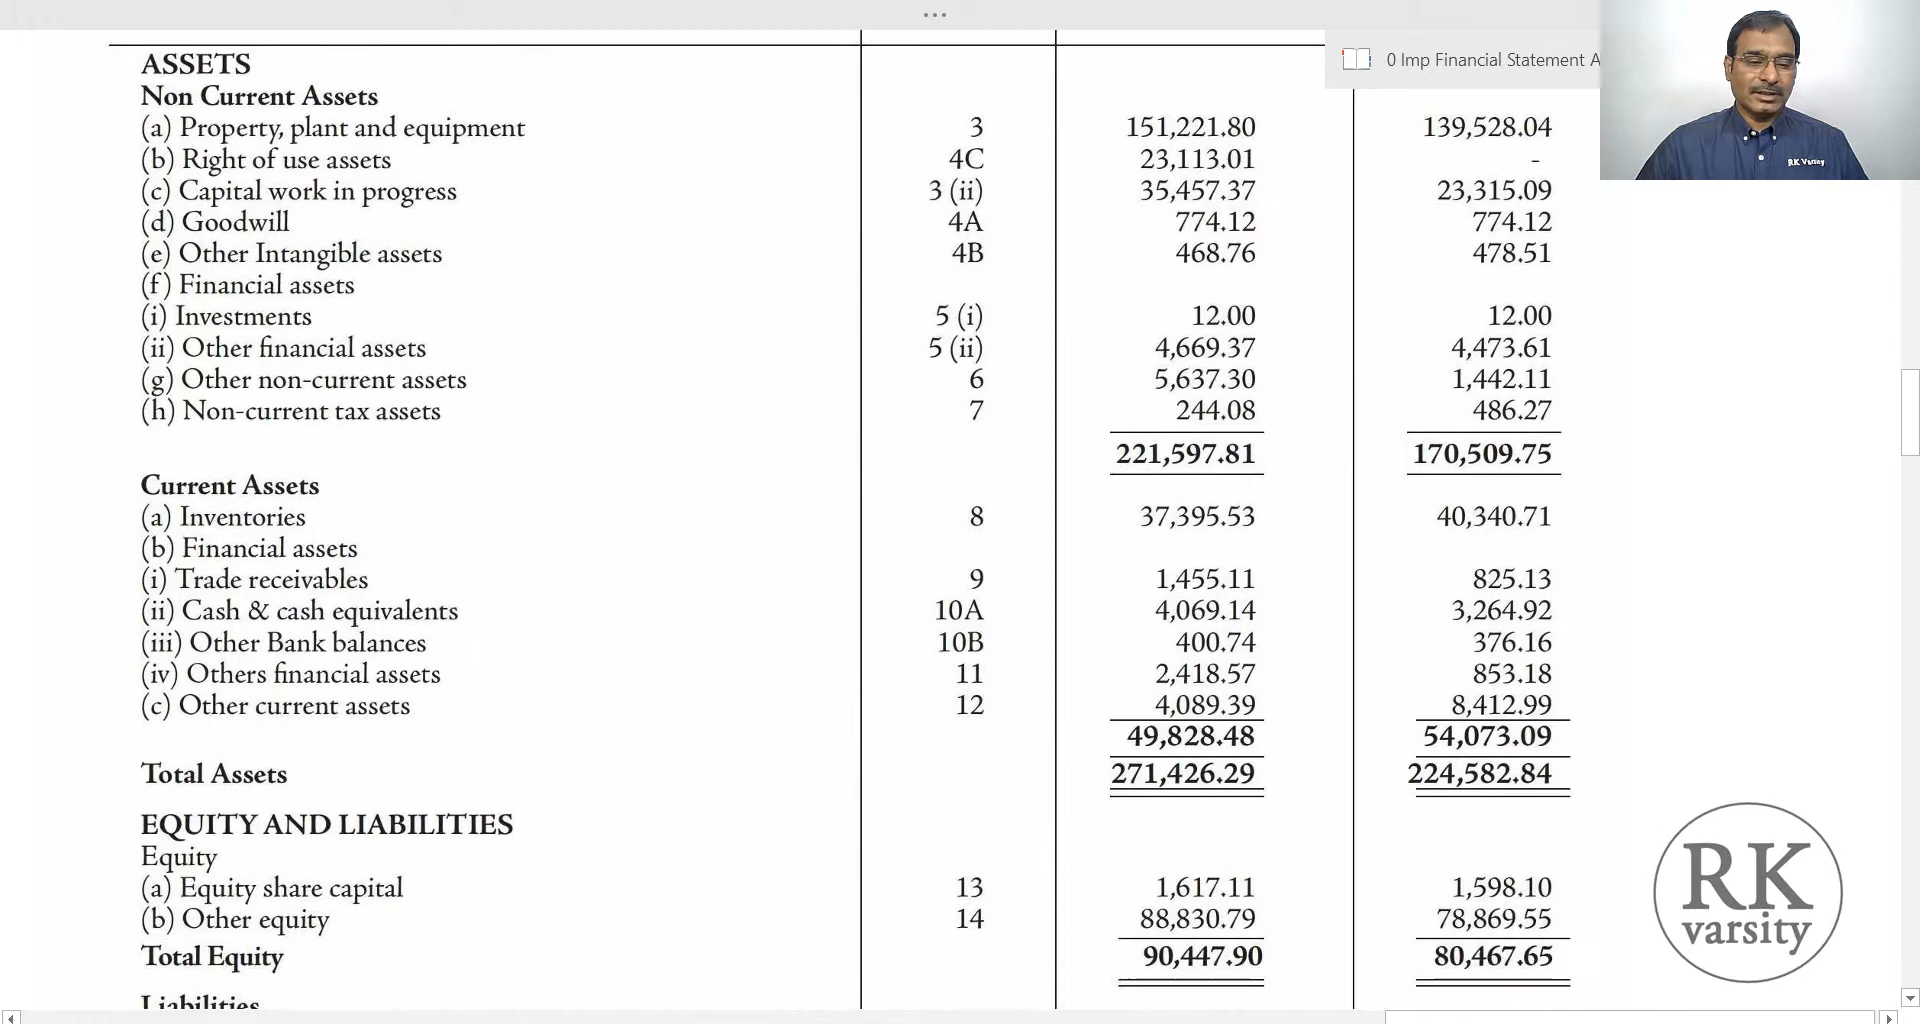 0 Imp Financial Statement A
ASSETS
Non Current Assets
(a) Property, plant and equipment 3 151,221.80 139,528.04
(b) Right of use assets 4C 23,113.01 -
(c) Capital work in progress 3 (ii) 35,457.37 23,315.09
(d) Goodwill 4A 774.12 774.12
(e) Other Intangible assets 4B 468.76 478.51
(f) Financial assets
(i) Investments 5 (i) 12.00 12.00
(ii) Other financial assets 5 (ii) 4,669.37 4,473.61
(g) Other non-current assets 6 5,637.30 1,442.11
(h) Non-current tax assets 7 244.08 486.27
221,597.81 170,509.75
Current Assets
(a) Inventories 8 37,395.53 40,340.71
(b) Financial assets
(i) Trade receivables 9 1,455.11 825.13
(ii) Cash & cash equivalents 10A 4,069.14 3,264.92
(iii) Other Bank balances 10B 400.74 376.16
(iv) Others financial assets 11 2,418.57 853.18
(c) Other current assets 12 4,089.39 8,412.99
49,828.48 54,073.09
Total Assets 271,426.29 224,582.84
EQUITY AND LIABILITIES
Equity
(a) Equity share capital 13 1,617.11 1,598.10
(b) Other equity 14 88,830.79 78,869.55
Total Equity 90,447.90 80,467.65
Liabilities
RK Varsity
RK
varsity